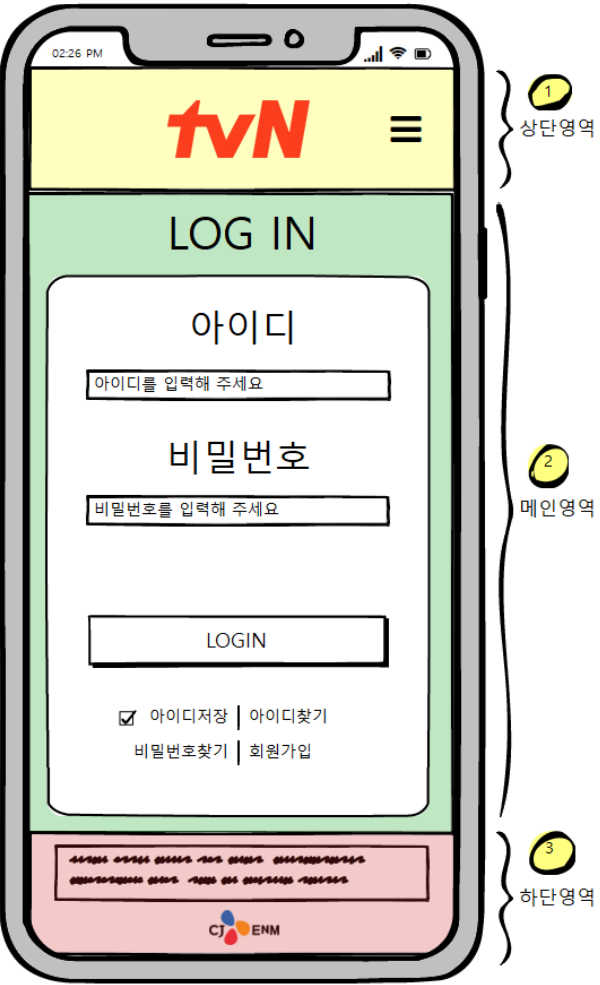 02:26 PM
tvN
1
상단영역
LOG IN
아이디
아이디를 입력해 주세요
비밀번호
비밀번호를 입력해 주세요
2
메인영역
LOGIN
아이디저장 | 아이디찾기
비밀번호찾기 | 회원가입
3
하단영역
CJ ENM